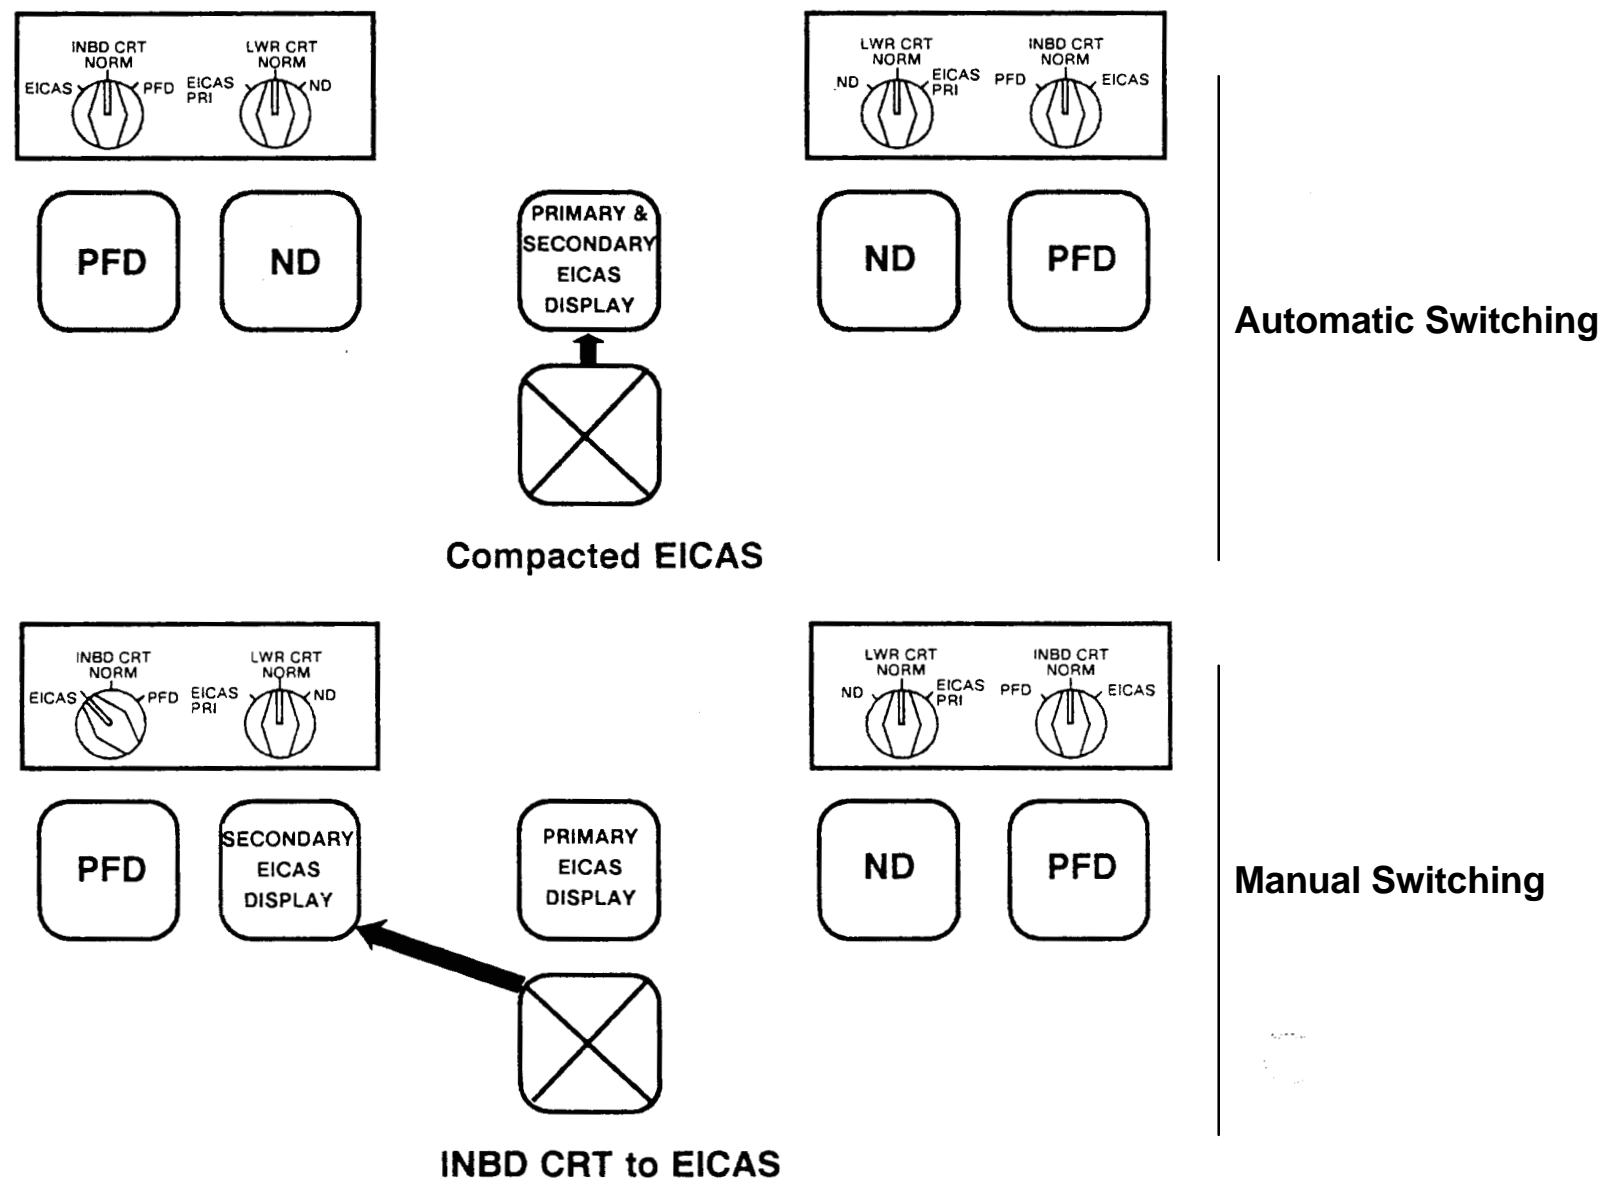 INBD CRT
NORM
EICAS
PFD
LWR CRT
NORM
EICAS
PRI
ND
LWR CRT
NORM
ND
EICAS
PRI
INBD CRT
NORM
PFD
EICAS
PFD
ND
PRIMARY &
SECONDARY
EICAS
DISPLAY
ND
PFD
Automatic Switching
Compacted EICAS
INBD CRT
NORM
EICAS
PFD
LWR CRT
NORM
EICAS
PRI
ND
LWR CRT
NORM
ND
EICAS
PRI
INBD CRT
NORM
PFD
EICAS
PFD
SECONDARY
EICAS
DISPLAY
PRIMARY
EICAS
DISPLAY
ND
PFD
Manual Switching
INBD CRT to EICAS